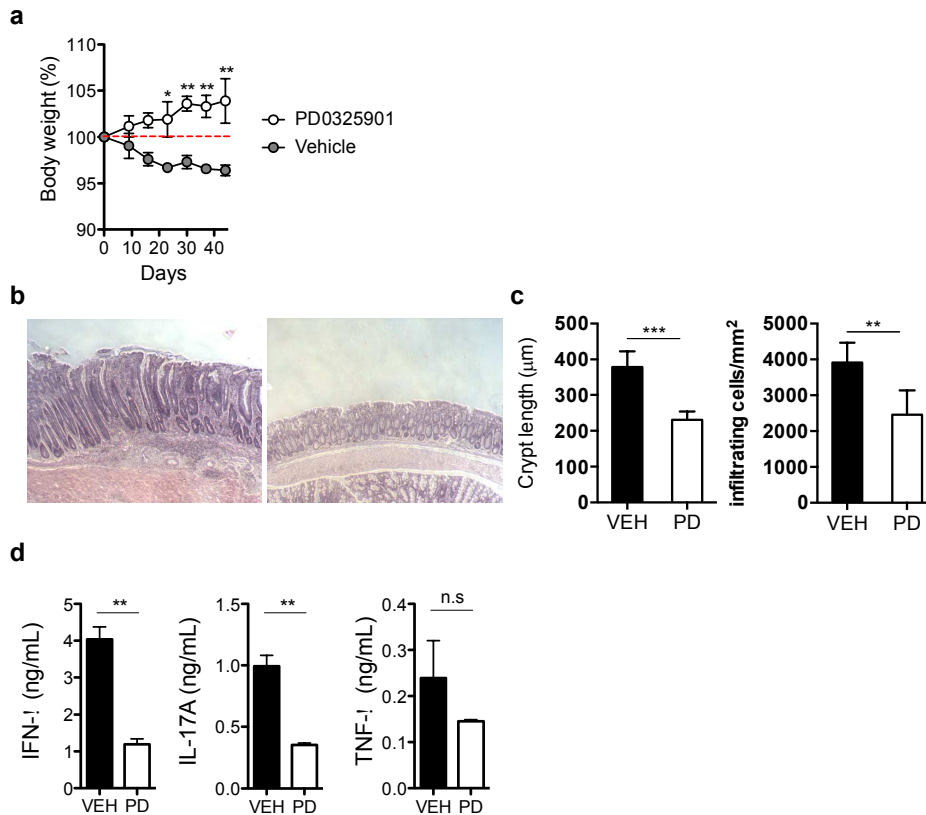 a
Body weight (%)
110
105
100
95
90
0 10 20 30 40
Days
* ** ** **
PD0325901
Vehicle
b
c
Crypt length (μm)
500
400
300
200
100
0
***
VEH PD
infiltrating cells/mm²
5000
4000
3000
2000
1000
0
**
VEH PD
d
IFN-! (ng/mL)
5
4
3
2
1
0
**
VEH PD
IL-17A (ng/mL)
1.5
1.0
0.5
0.0
**
VEH PD
TNF-! (ng/mL)
0.4
0.3
0.2
0.1
0.0
n.s
VEH PD